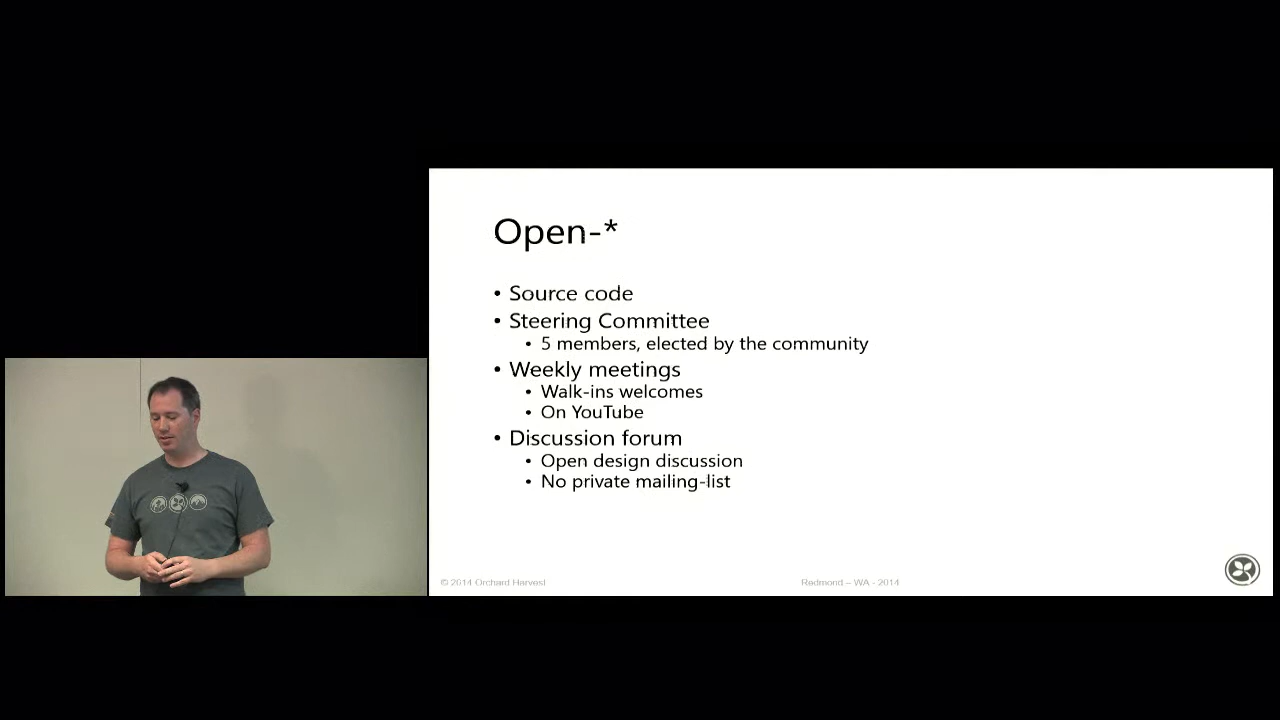 Open-*
• Source code
• Steering Committee
• 5 members, elected by the community
• Weekly meetings
• Walk-ins welcomes
• On YouTube
• Discussion forum
• Open design discussion
• No private mailing-list
© 2014 Orchard Harvest
Redmond – WA - 2014